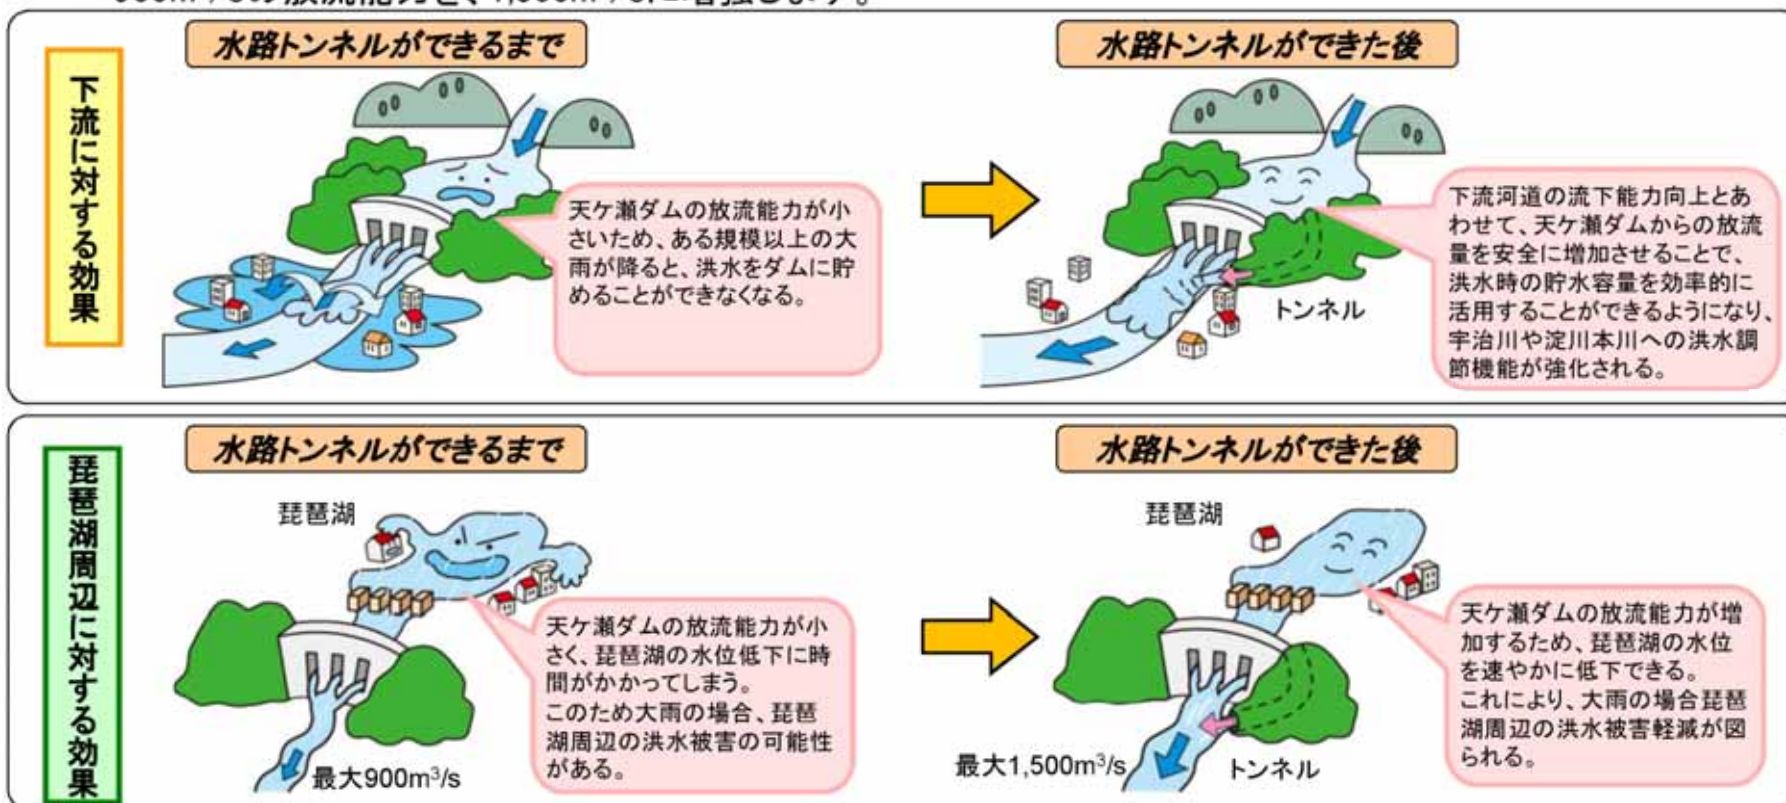 水路トンネルができるまで
水路トンネルができた後
下流に対する効果
天ケ瀬ダムの放流能力が小
さいため、ある規模以上の大
雨が降ると、洪水をダムに貯
めることができなくなる。
下流河道の流下能力向上とあ
わせて、天ケ瀬ダムからの放流
量を安全に増加させることで、
洪水時の貯水容量を効率的に
活用することができるようになり、
宇治川や淀川本川への洪水調
節機能が強化される。
トンネル
水路トンネルができるまで
水路トンネルができた後
琵琶湖周辺に対する効果
琵琶湖
天ケ瀬ダムの放流能力が小
さく、琵琶湖の水位低下に時
間がかかってしまう。
このため大雨の場合、琵琶
湖周辺の洪水被害の可能性
がある。
最大900m³/s
琵琶湖
天ケ瀬ダムの放流能力が増
加するため、琵琶湖の水位
を速やかに低下できる。
これにより、大雨の場合琵琶
湖周辺の洪水被害軽減が図
られる。
最大1,500m³/s
トンネル